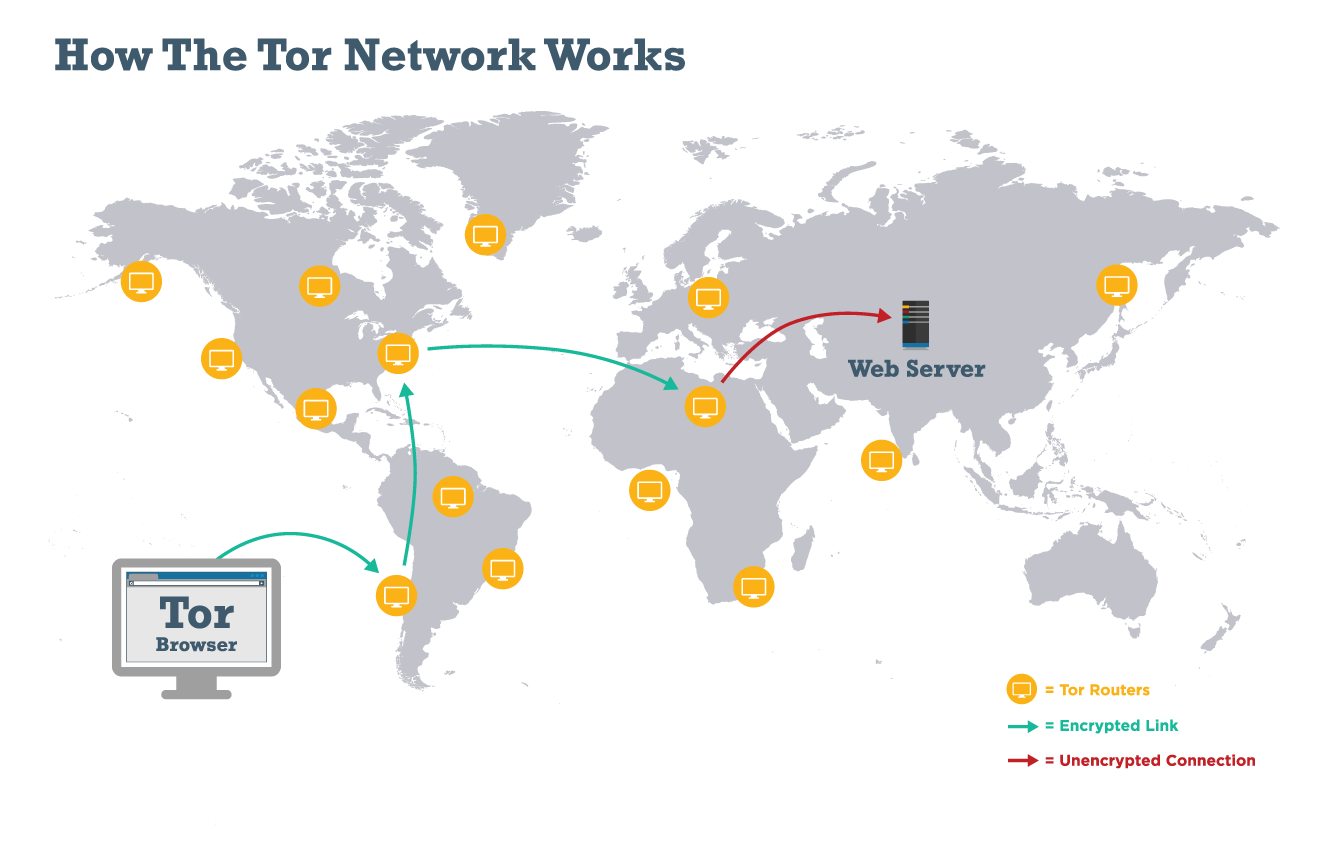 How The Tor Network Works
Web Server
Tor
Browser
= Tor Routers
= Encrypted Link
= Unencrypted Connection